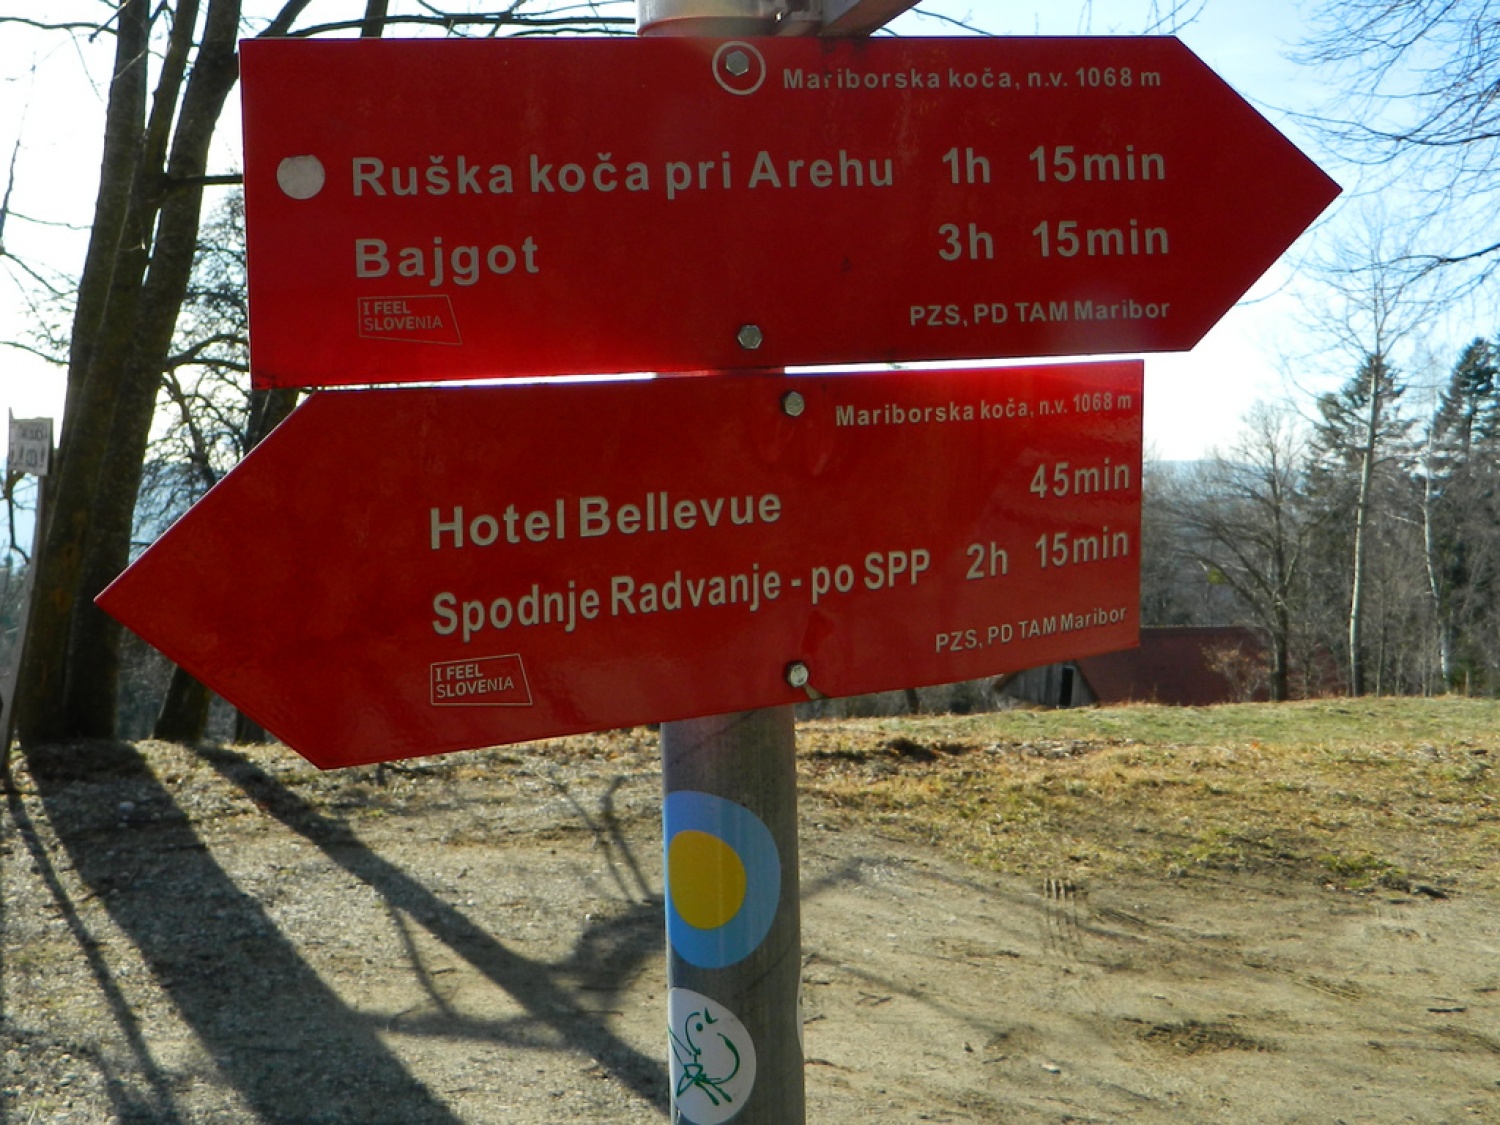 Mariborska koča, n.v. 1068 m
Ruška koča pri Arehu 1h 15min
Bajgot 3h 15min
I FEEL
SLOVENIA
PZS, PD TAM Maribor
Mariborska koča, n.v. 1068 m
Hotel Bellevue 45min
Spodnje Radvanje - po SPP 2h 15min
I FEEL
SLOVENIA
PZS, PD TAM Maribor